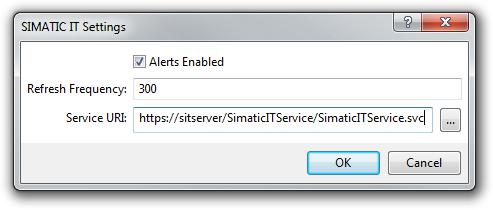 SIMATIC IT Settings
Alerts Enabled
Refresh Frequency: 300
Service URI: https://sitserver/SimaticITService/SimaticITService.svc ...
OK Cancel